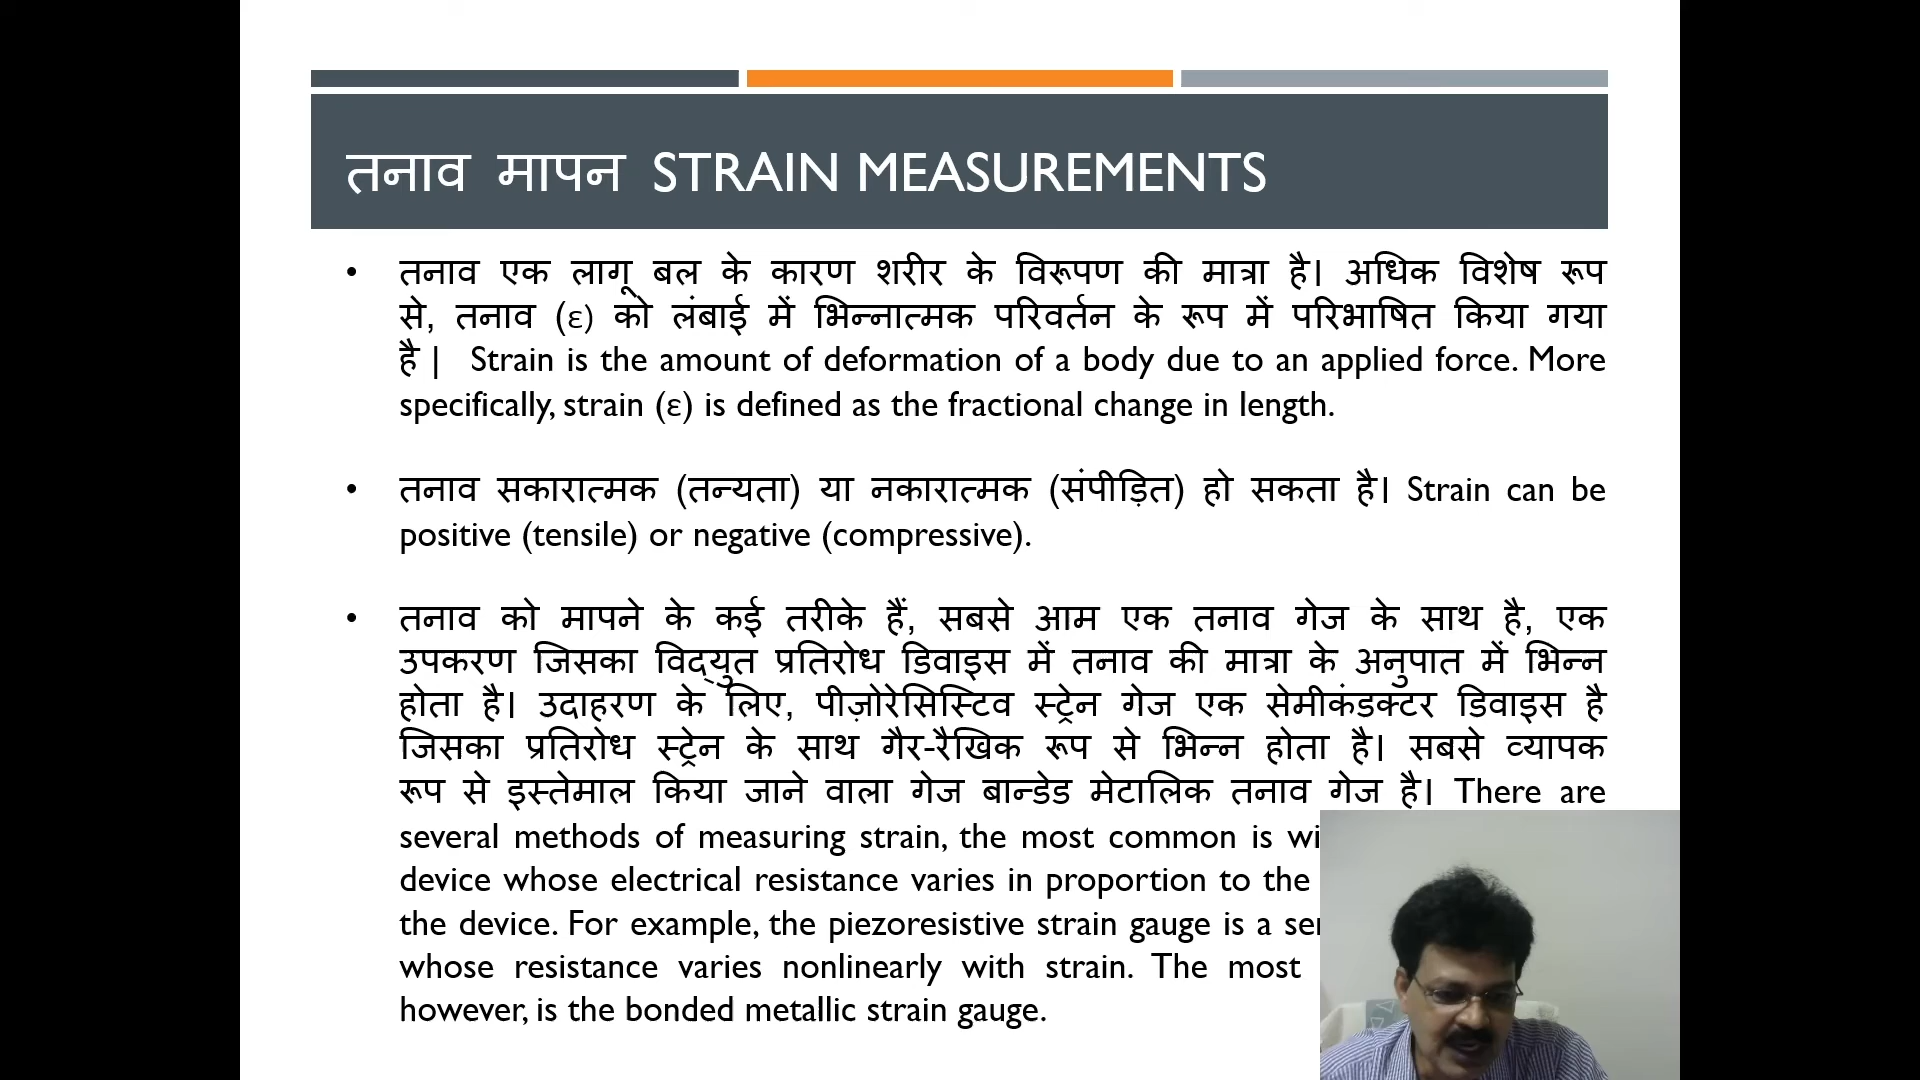 तनाव मापन STRAIN MEASUREMENTS
• तनाव एक लागू बल के कारण शरीर के विरूपण की मात्रा है। अधिक विशेष रूप
से, तनाव (ε) को लंबाई में भिन्नात्मक परिवर्तन के रूप में परिभाषित किया गया
है | Strain is the amount of deformation of a body due to an applied force. More
specifically, strain (ε) is defined as the fractional change in length.
• तनाव सकारात्मक (तन्यता) या नकारात्मक (संपीड़ित) हो सकता है। Strain can be
positive (tensile) or negative (compressive).
• तनाव को मापने के कई तरीके हैं, सबसे आम एक तनाव गेज के साथ है, एक
उपकरण जिसका विद्युत प्रतिरोध डिवाइस में तनाव की मात्रा के अनुपात में भिन्न
होता है। उदाहरण के लिए, पीज़ोरेसिस्टिव स्ट्रेन गेज एक सेमीकंडक्टर डिवाइस है
जिसका प्रतिरोध स्ट्रेन के साथ गैर-रैखिक रूप से भिन्न होता है। सबसे व्यापक
रूप से इस्तेमाल किया जाने वाला गेज बान्डेड मेटालिक तनाव गेज है। There are
several methods of measuring strain, the most common is
device whose electrical resistance varies in proportion to the
the device. For example, the piezoresistive strain gauge is a
whose resistance varies nonlinearly with strain. The most
however, is the bonded metallic strain gauge.